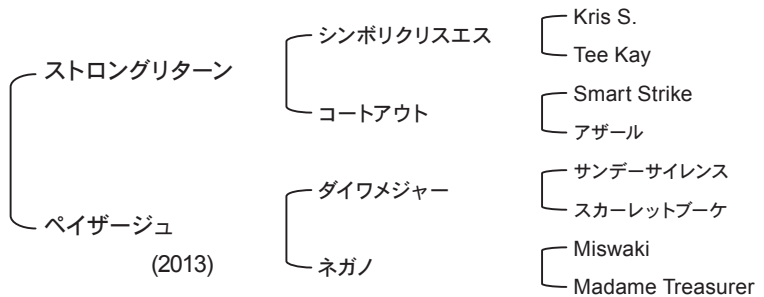 ストロングリターン
シンボリクリスエス
Kris S.
Tee Kay
コートアウト
Smart Strike
アザール
ペイザージュ
(2013)
ダイワメジャー
サンデーサイレンス
スカーレットブーケ
ネガノ
Miswaki
Madame Treasurer